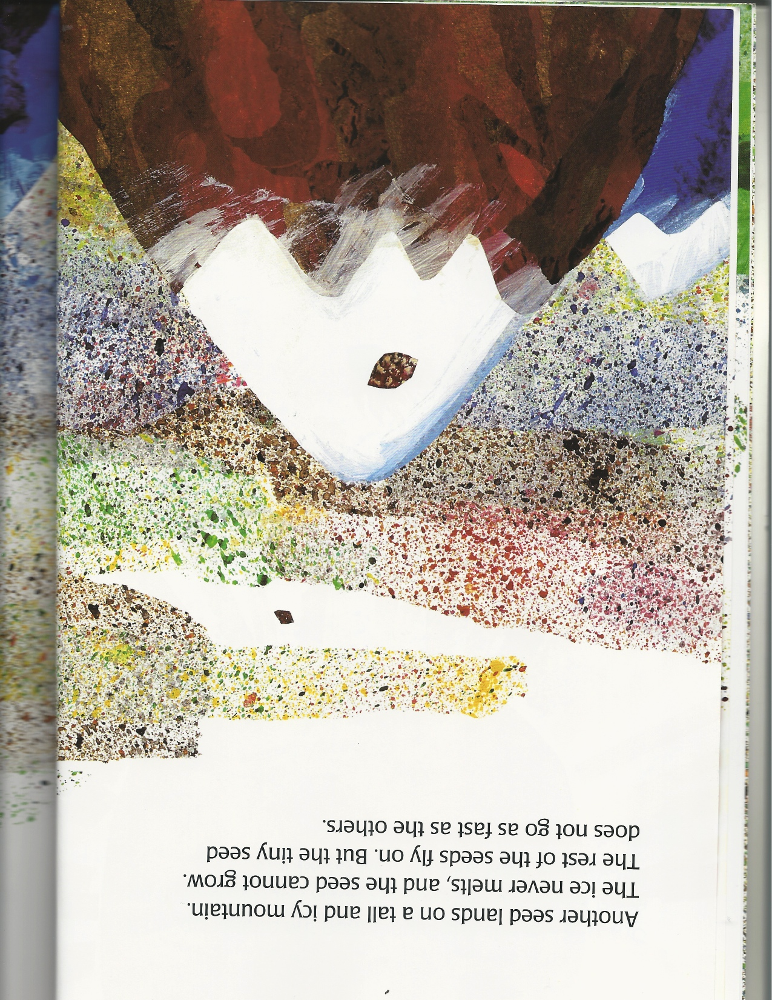 Another seed lands on a tall and icy mountain.
The ice never melts, and the seed cannot grow.
The rest of the seeds fly on. But the tiny seed
does not go as fast as the others.